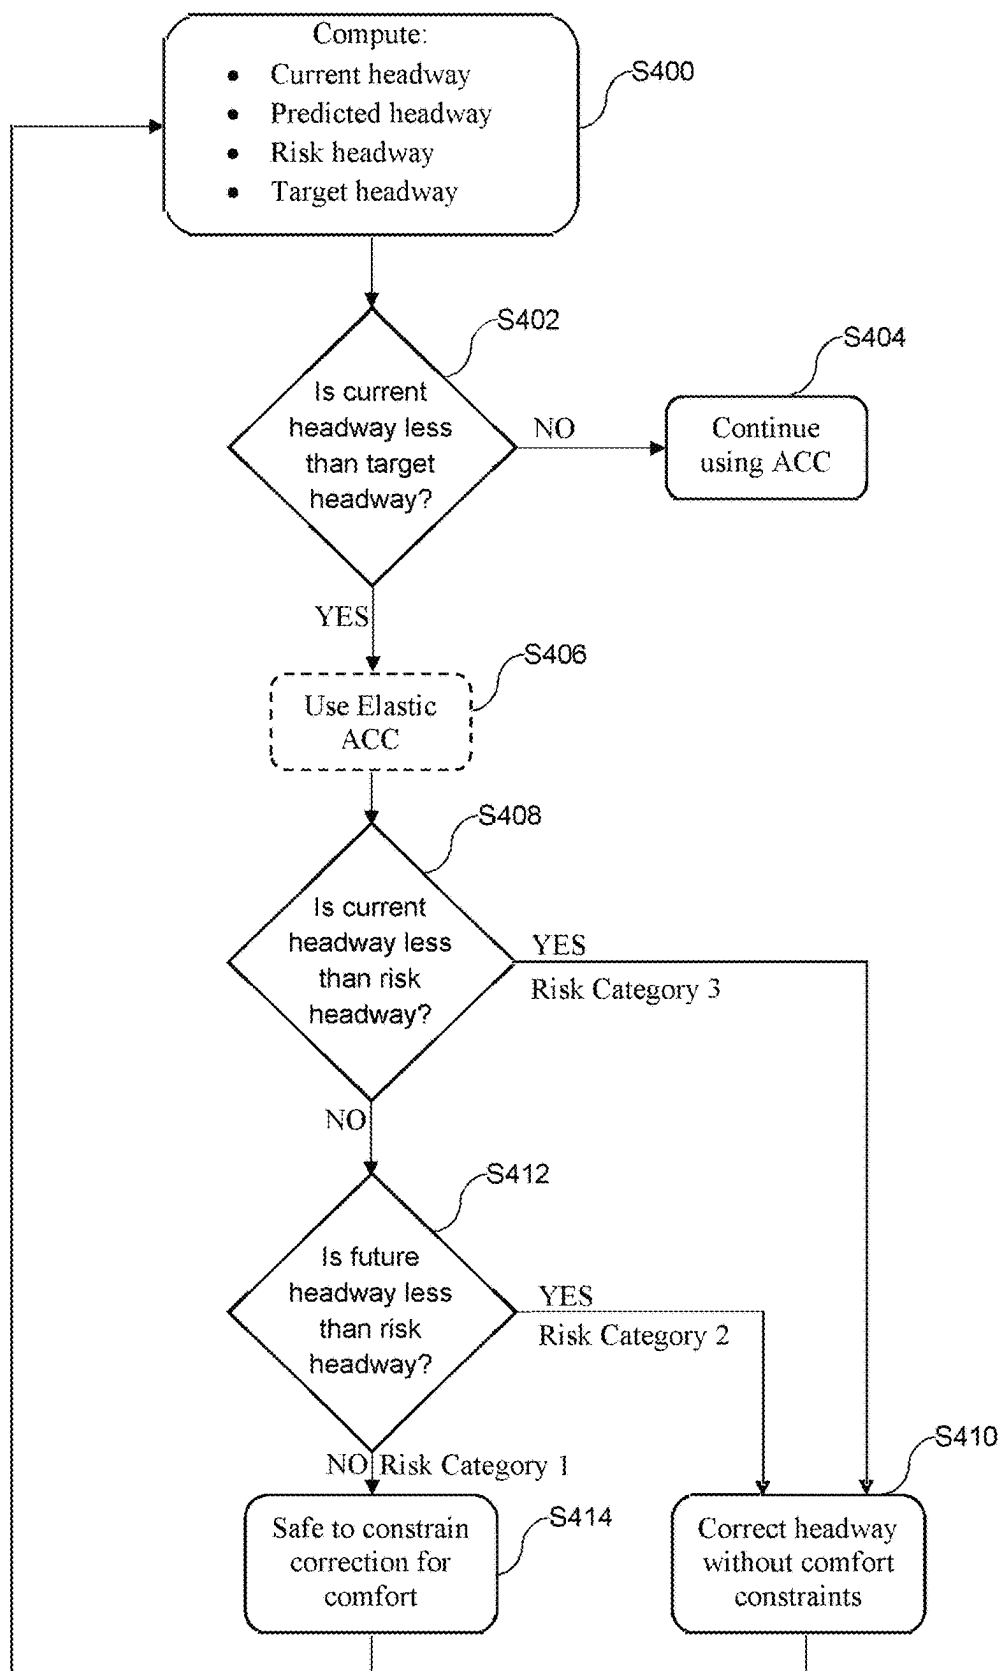 Compute:
• Current headway
• Predicted headway
• Risk headway
• Target headway
S400
S402
Is current
headway less
than target
headway?
NO
S404
Continue
using ACC
YES
S406
Use Elastic
ACC
S408
Is current
headway less
than risk
headway?
YES
Risk Category 3
NO
S412
Is future
headway less
than risk
headway?
YES
Risk Category 2
NO Risk Category 1
S410
S414
Safe to constrain
correction for
comfort
Correct headway
without comfort
constraints